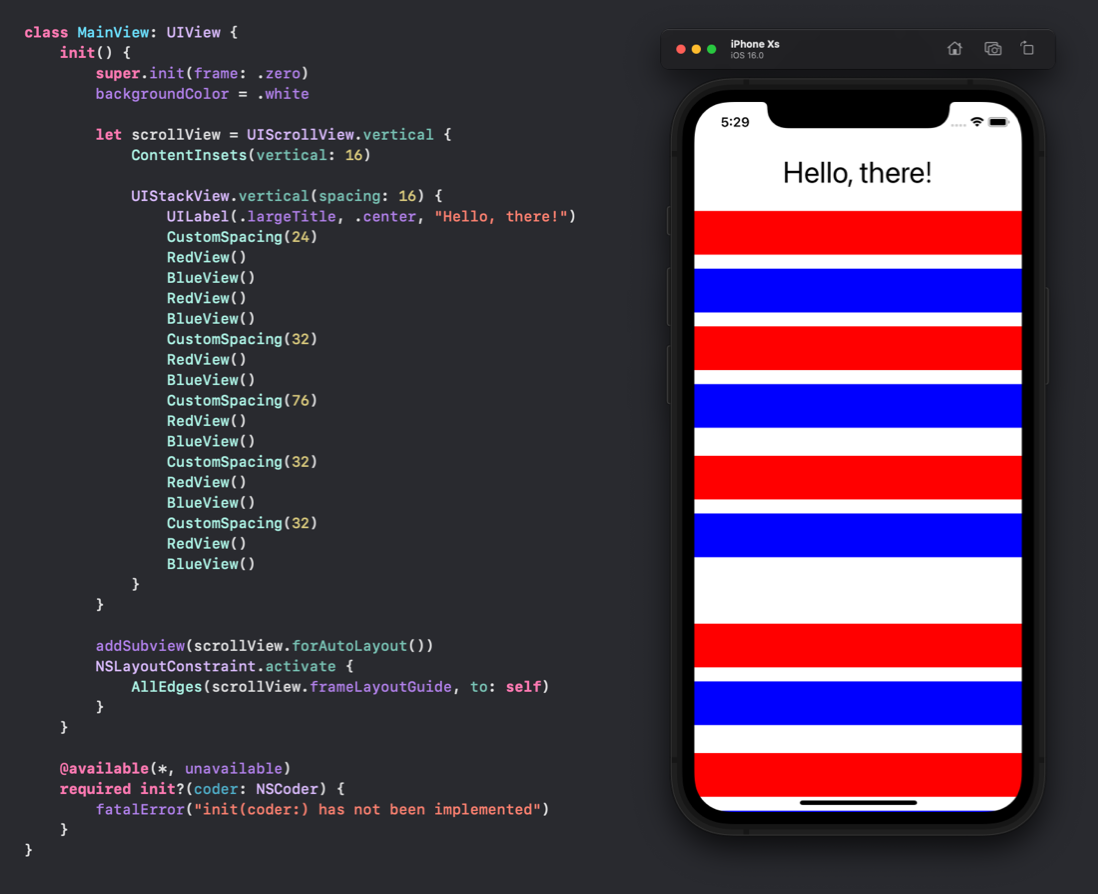 class MainView: UIView {
    init() {
        super.init(frame: .zero)
        backgroundColor = .white

        let scrollView = UIScrollView.vertical {
            ContentInsets(vertical: 16)

            UIStackView.vertical(spacing: 16) {
                UILabel(.largeTitle, .center, "Hello, there!")
                CustomSpacing(24)
                RedView()
                BlueView()
                RedView()
                BlueView()
                CustomSpacing(32)
                RedView()
                BlueView()
                CustomSpacing(76)
                RedView()
                BlueView()
                CustomSpacing(32)
                RedView()
                BlueView()
                CustomSpacing(32)
                RedView()
                BlueView()
            }
        }

        addSubview(scrollView.forAutoLayout())
        NSLayoutConstraint.activate {
            AllEdges(scrollView.frameLayoutGuide, to: self)
        }
    }

    @available(*, unavailable)
    required init?(coder: NSCoder) {
        fatalError("init(coder:) has not been implemented")
    }
}
iPhone Xs
iOS 16.0
5:29
Hello, there!